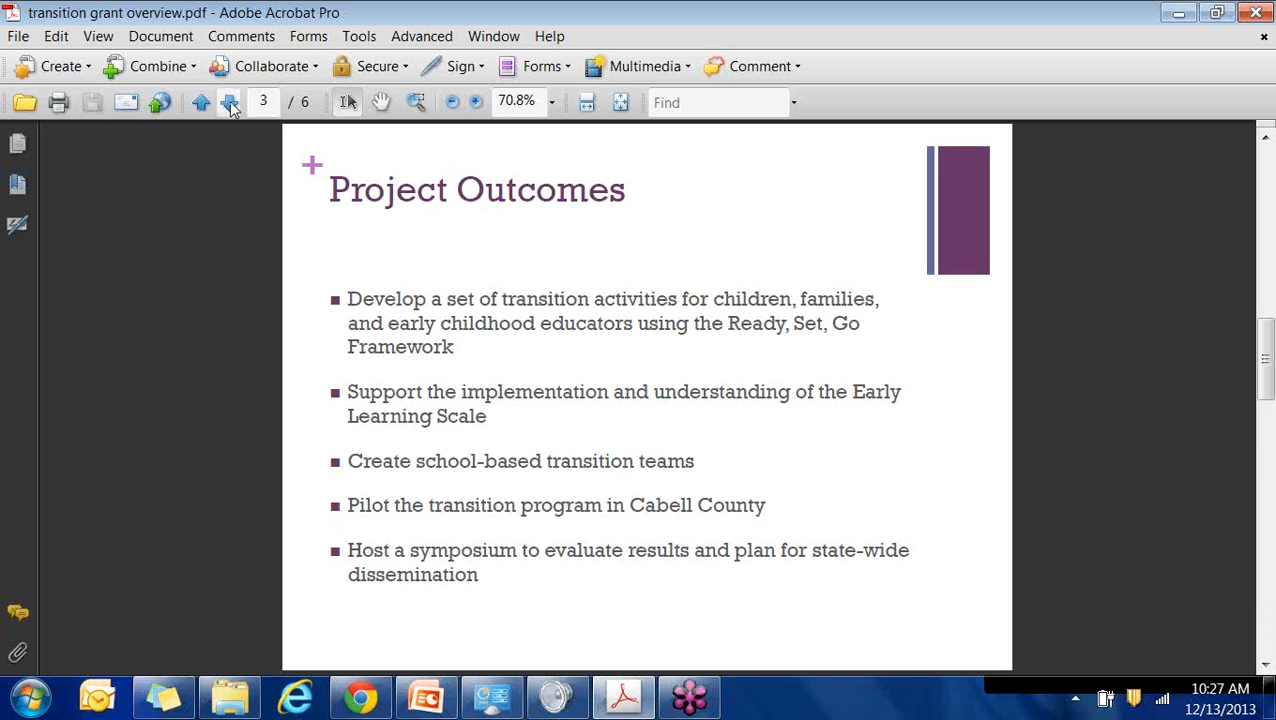 transition grant overview.pdf - Adobe Acrobat Pro
File Edit View Document Comments Forms Tools Advanced Window Help
Create Combine Collaborate Secure Sign Forms Multimedia Comment
3 / 6 70.8% Find
+
Project Outcomes
Develop a set of transition activities for children, families,
and early childhood educators using the Ready, Set, Go
Framework
Support the implementation and understanding of the Early
Learning Scale
Create school-based transition teams
Pilot the transition program in Cabell County
Host a symposium to evaluate results and plan for state-wide
dissemination
10:27 AM
12/13/2013